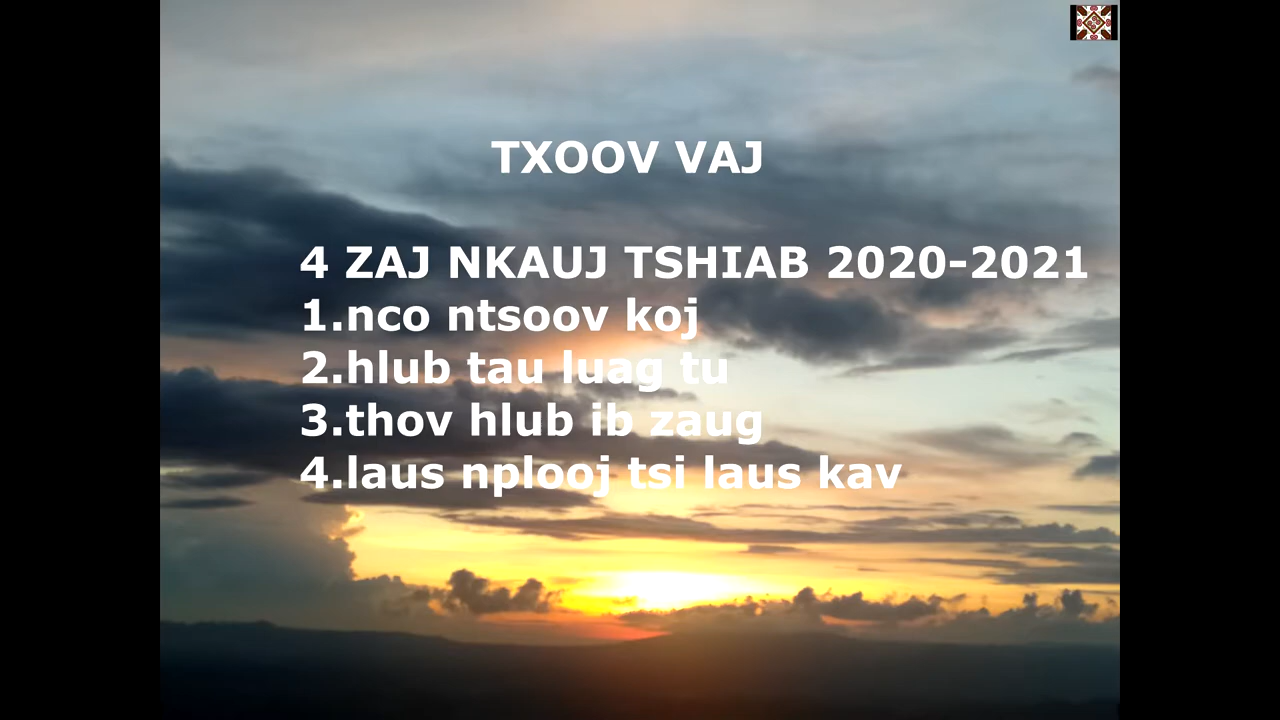 TXOOV VAJ
4 ZAJ NKAUJ TSHIAB 2020-2021
1.nco ntsoov koj
2.hlub tau luag tu
3.thov hlub ib zaug
4.laus nplooj tsi laus kav